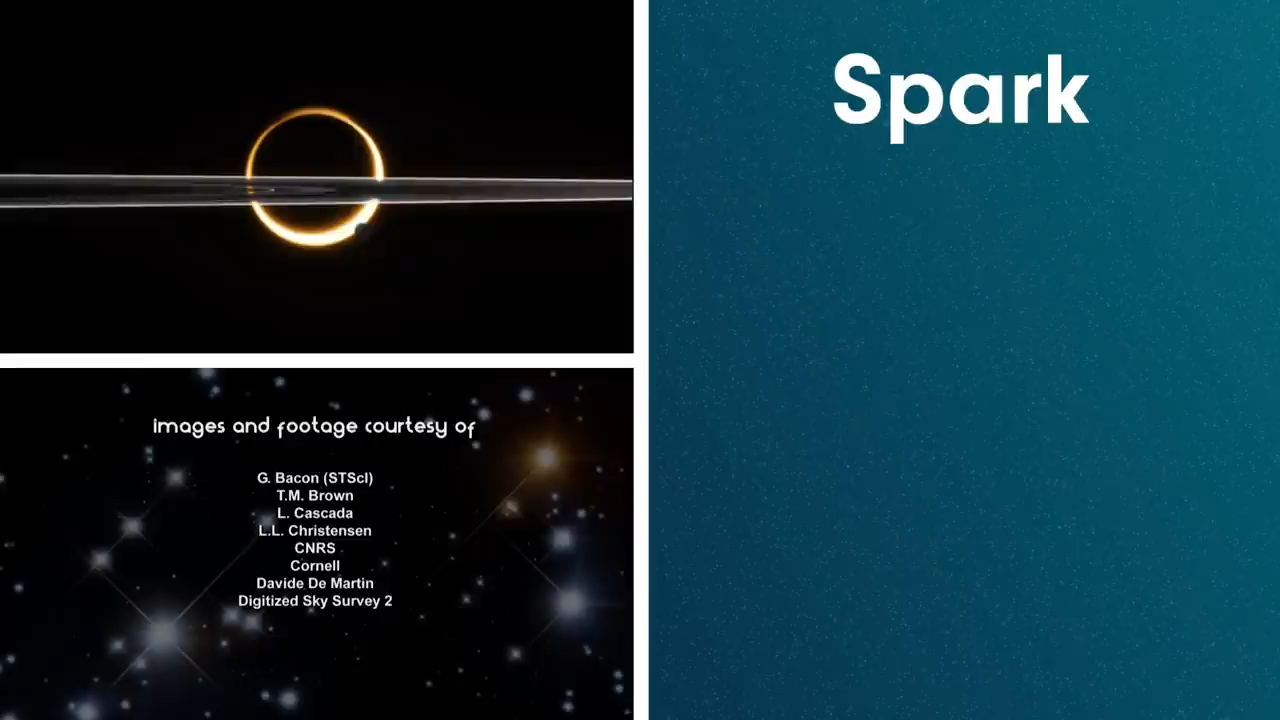 Spark
images and footage courtesy of
G. Bacon (STScI)
T.M. Brown
L. Cascada
L.L. Christensen
CNRS
Cornell
Davide De Martin
Digitized Sky Survey 2